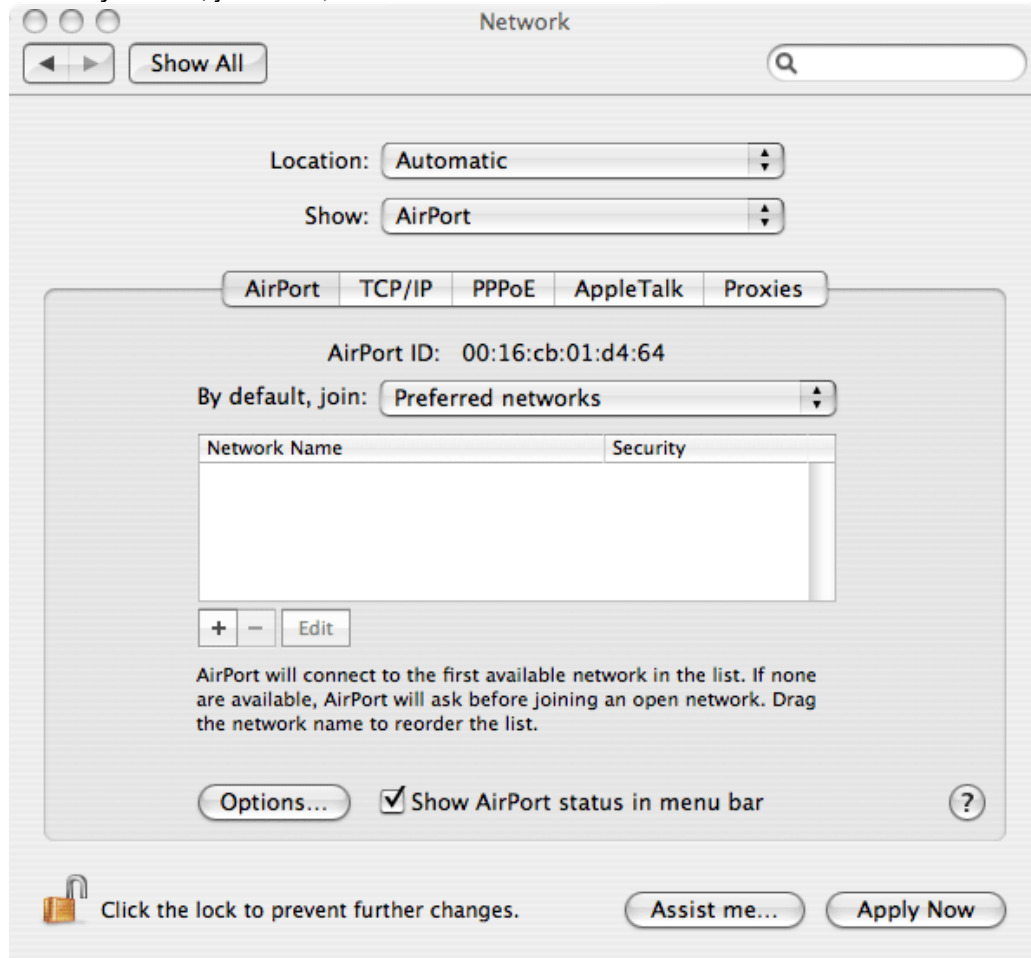 Network
Show All
Location: Automatic
Show: AirPort
AirPort TCP/IP PPPoE AppleTalk Proxies
AirPort ID: 00:16:cb:01:d4:64
By default, join: Preferred networks
Network Name Security
+ − Edit
AirPort will connect to the first available network in the list. If none
are available, AirPort will ask before joining an open network. Drag
the network name to reorder the list.
Options... Show AirPort status in menu bar ?
Click the lock to prevent further changes. Assist me... Apply Now